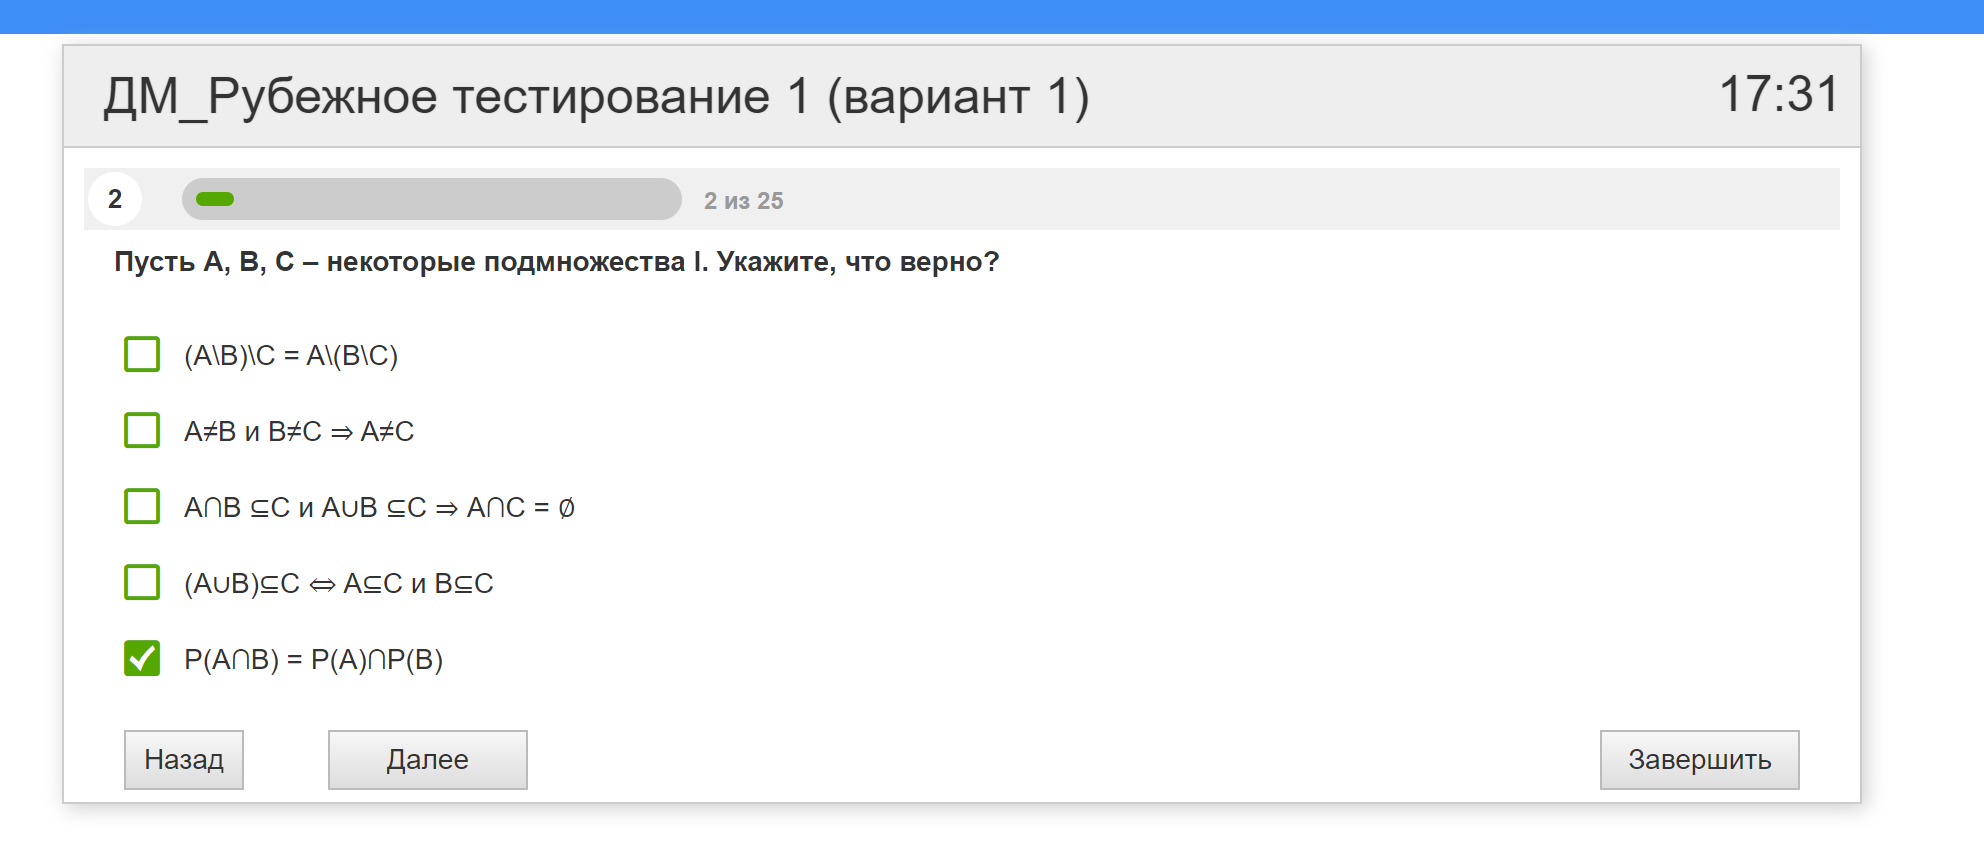 ДМ_Рубежное тестирование 1 (вариант 1)
17:31
2
2 из 25
Пусть A, B, C – некоторые подмножества I. Укажите, что верно?
(A\B)\C = A\(B\C)
A≠B и B≠C ⇒ A≠C
A∩B ⊆C и A∪B ⊆C ⇒ A∩C = ∅
(A∪B)⊆C ⇔ A⊆C и B⊆C
P(A∩B) = P(A)∩P(B)
Назад
Далее
Завершить